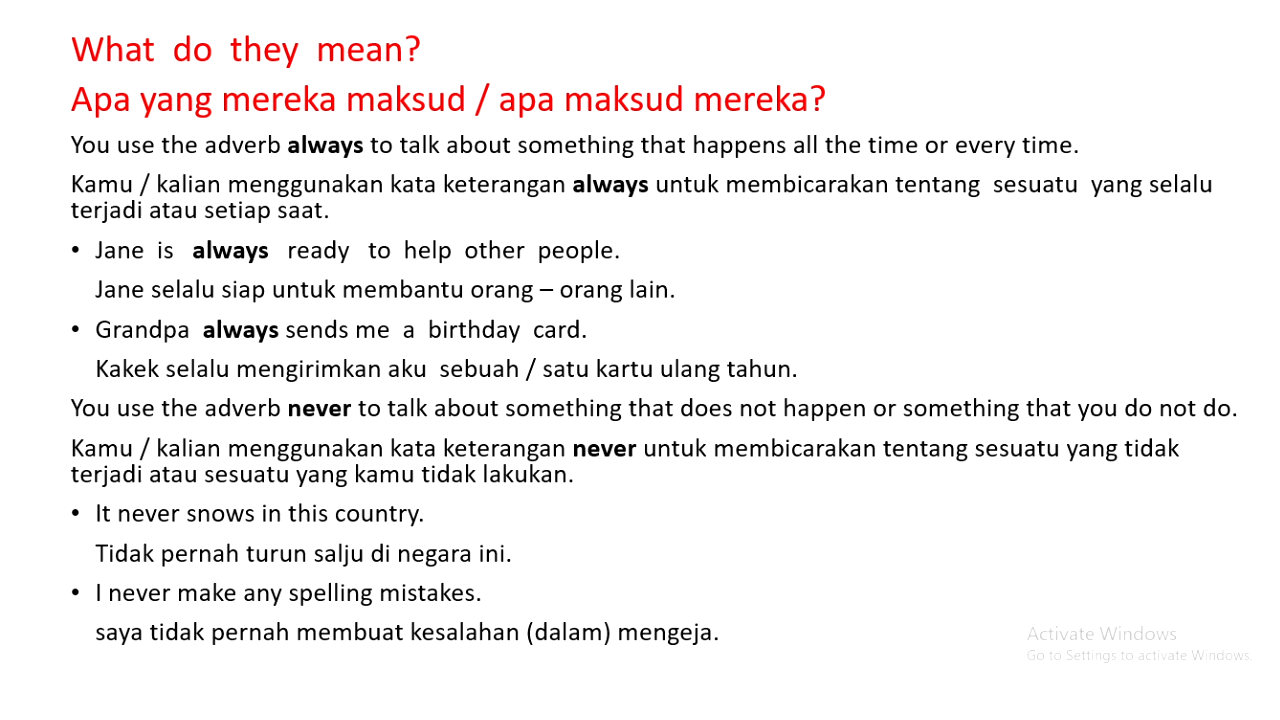 What do they mean?
Apa yang mereka maksud / apa maksud mereka?
You use the adverb always to talk about something that happens all the time or every time.
Kamu / kalian menggunakan kata keterangan always untuk membicarakan tentang sesuatu yang selalu
terjadi atau setiap saat.
• Jane is always ready to help other people.
Jane selalu siap untuk membantu orang – orang lain.
• Grandpa always sends me a birthday card.
Kakek selalu mengirimkan aku sebuah / satu kartu ulang tahun.
You use the adverb never to talk about something that does not happen or something that you do not do.
Kamu / kalian menggunakan kata keterangan never untuk membicarakan tentang sesuatu yang tidak
terjadi atau sesuatu yang kamu tidak lakukan.
• It never snows in this country.
Tidak pernah turun salju di negara ini.
• I never make any spelling mistakes.
saya tidak pernah membuat kesalahan (dalam) mengeja.
Activate Windows
Go to Settings to activate Windows.